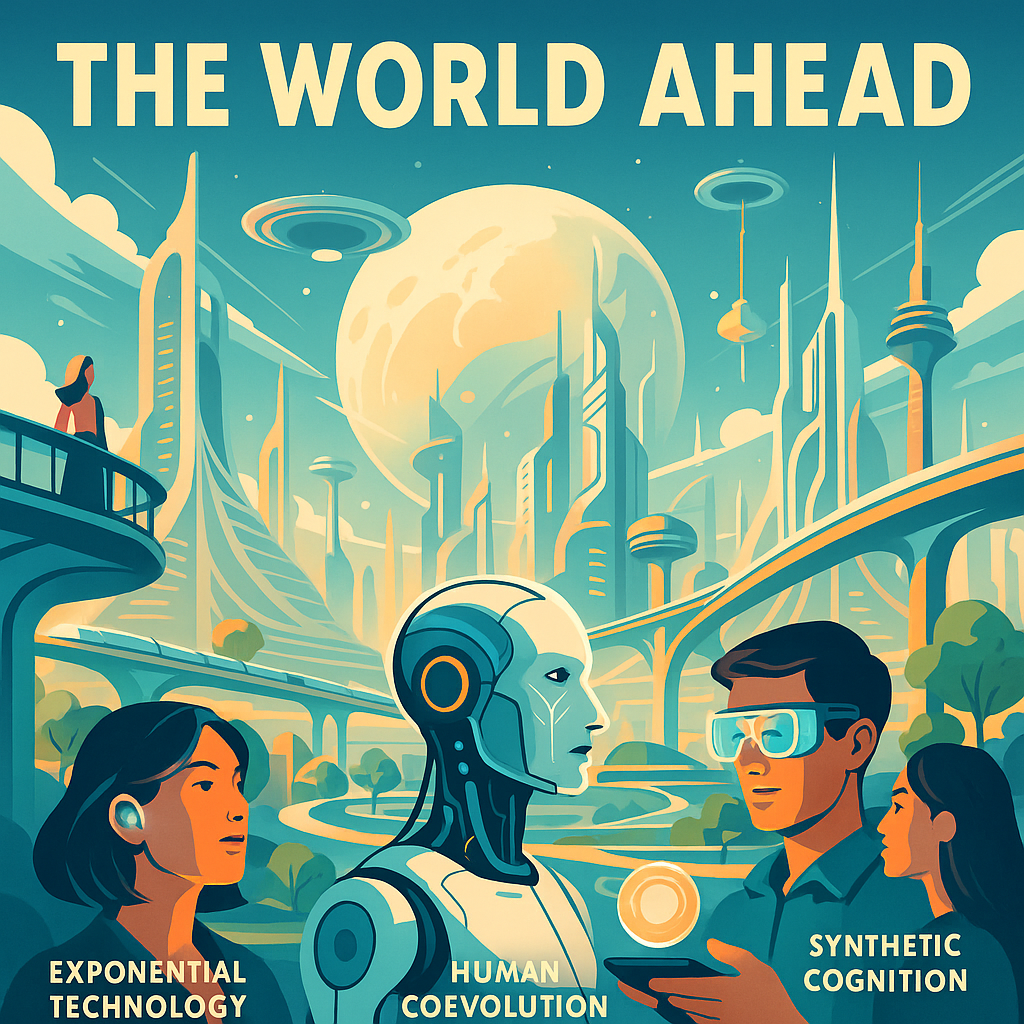 THE WORLD AHEAD
EXPONENTIAL
TECHNOLOGY
HUMAN
COEVOLUTION
SYNTHETIC
COGNITION